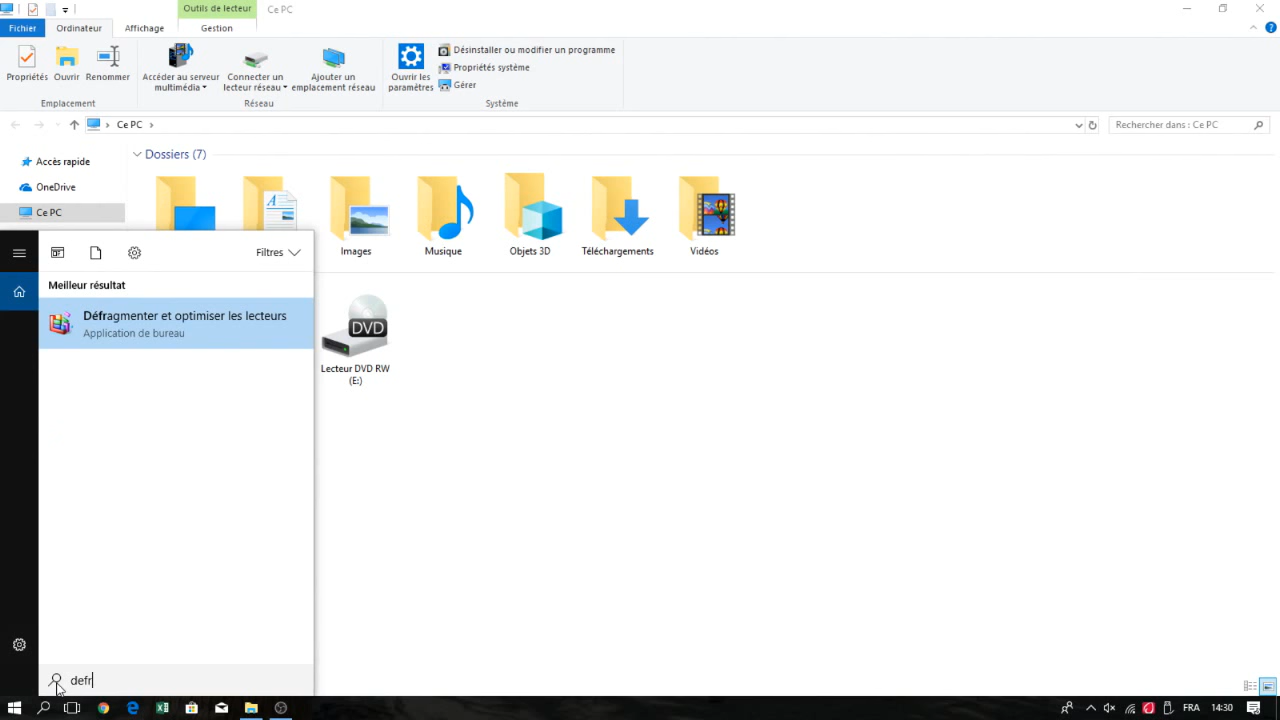 Outils de lecteur
Ce PC
Fichier
Ordinateur
Affichage
Gestion
Propriétés
Ouvrir
Renommer
Accéder au serveur
multimédia
Connecter un
lecteur réseau
Ajouter un
emplacement réseau
Ouvrir les
paramètres
Désinstaller ou modifier un programme
Propriétés système
Gérer
Emplacement
Réseau
Système
Ce PC
Rechercher dans : Ce PC
Accès rapide
OneDrive
Ce PC
Dossiers (7)
Images
Musique
Objets 3D
Téléchargements
Vidéos
DVD
Lecteur DVD RW
(E:)
Filtres
Meilleur résultat
Défragmenter et optimiser les lecteurs
Application de bureau
defr
FRA
14:30